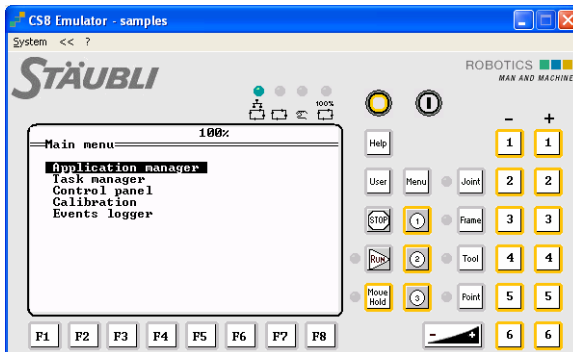 CS8 Emulator - samples
System << ?
STÄUBLI
ROBOTICS
MAN AND MACHINE
100%
- +
100%
Main menu
Application manager
Task manager
Control panel
Calibration
Events logger
Help 1 1
User Menu Joint 2 2
STOP 1 Frame 3 3
RUN 2 Tool 4 4
Move Hold 3 Point 5 5
F1 F2 F3 F4 F5 F6 F7 F8 - + 6 6